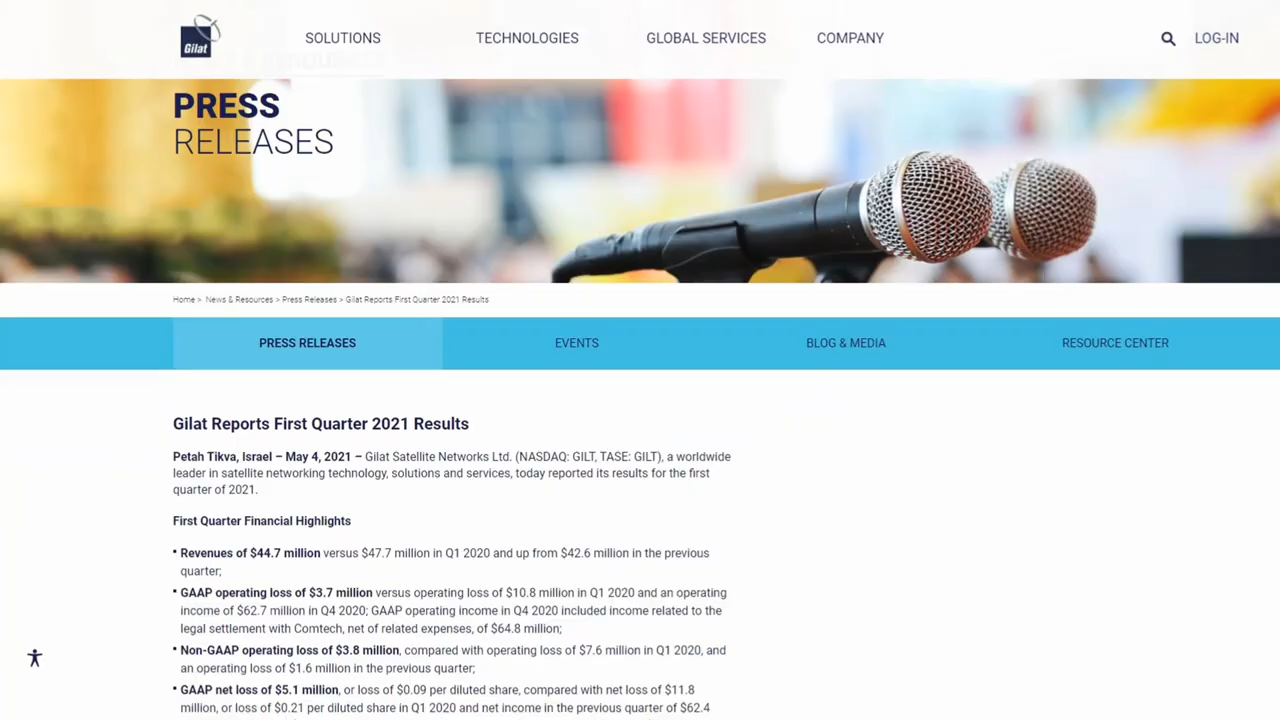 Gilat
SOLUTIONS
TECHNOLOGIES
GLOBAL SERVICES
COMPANY
LOG-IN
PRESS
RELEASES
Home > News & Resources > Press Releases > Gilat Reports First Quarter 2021 Results
PRESS RELEASES
EVENTS
BLOG & MEDIA
RESOURCE CENTER
Gilat Reports First Quarter 2021 Results
Petah Tikva, Israel – May 4, 2021 – Gilat Satellite Networks Ltd. (NASDAQ: GILT, TASE: GILT), a worldwide
leader in satellite networking technology, solutions and services, today reported its results for the first
quarter of 2021.
First Quarter Financial Highlights
▪ Revenues of $44.7 million versus $47.7 million in Q1 2020 and up from $42.6 million in the previous
quarter;
▪ GAAP operating loss of $3.7 million versus operating loss of $10.8 million in Q1 2020 and an operating
income of $62.7 million in Q4 2020; GAAP operating income in Q4 2020 included income related to the
legal settlement with Comtech, net of related expenses, of $64.8 million;
▪ Non-GAAP operating loss of $3.8 million, compared with operating loss of $7.6 million in Q1 2020, and
an operating loss of $1.6 million in the previous quarter;
▪ GAAP net loss of $5.1 million, or loss of $0.09 per diluted share, compared with net loss of $11.8
million, or loss of $0.21 per diluted share in Q1 2020 and net income in the previous quarter of $62.4